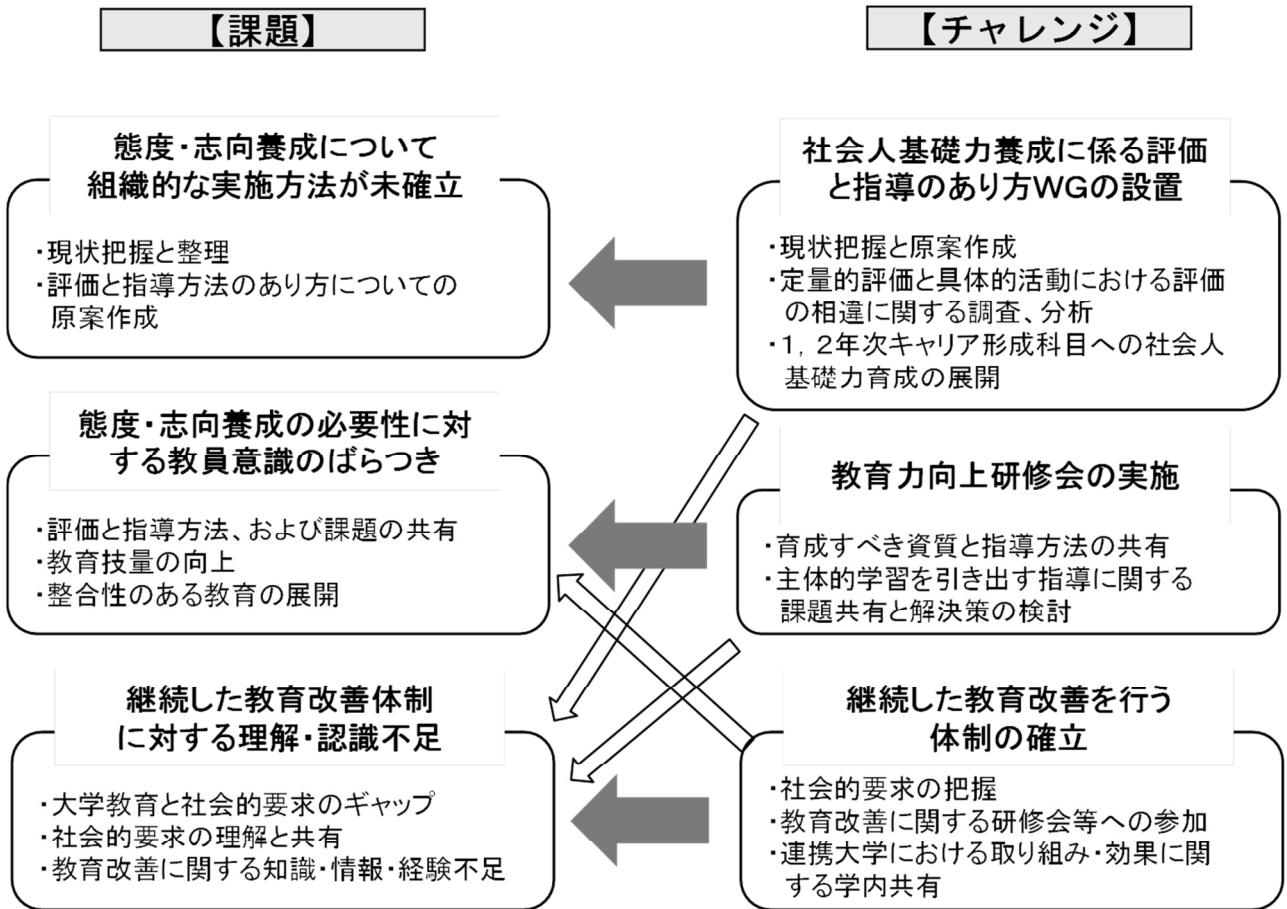 【課題】
態度・志向養成について
組織的な実施方法が未確立
・現状把握と整理
・評価と指導方法のあり方についての
原案作成
態度・志向養成の必要性に対
する教員意識のばらつき
・評価と指導方法、および課題の共有
・教育技量の向上
・整合性のある教育の展開
継続した教育改善体制
に対する理解・認識不足
・大学教育と社会的要求のギャップ
・社会的要求の理解と共有
・教育改善に関する知識・情報・経験不足
【チャレンジ】
社会人基礎力養成に係る評価
と指導のあり方WGの設置
・現状把握と原案作成
・定量的評価と具体的活動における評価
の相違に関する調査、分析
・1，2年次キャリア形成科目への社会人
基礎力育成の展開
教育力向上研修会の実施
・育成すべき資質と指導方法の共有
・主体的学習を引き出す指導に関する
課題共有と解決策の検討
継続した教育改善を行う
体制の確立
・社会的要求の把握
・教育改善に関する研修会等への参加
・連携大学における取り組み・効果に関
する学内共有